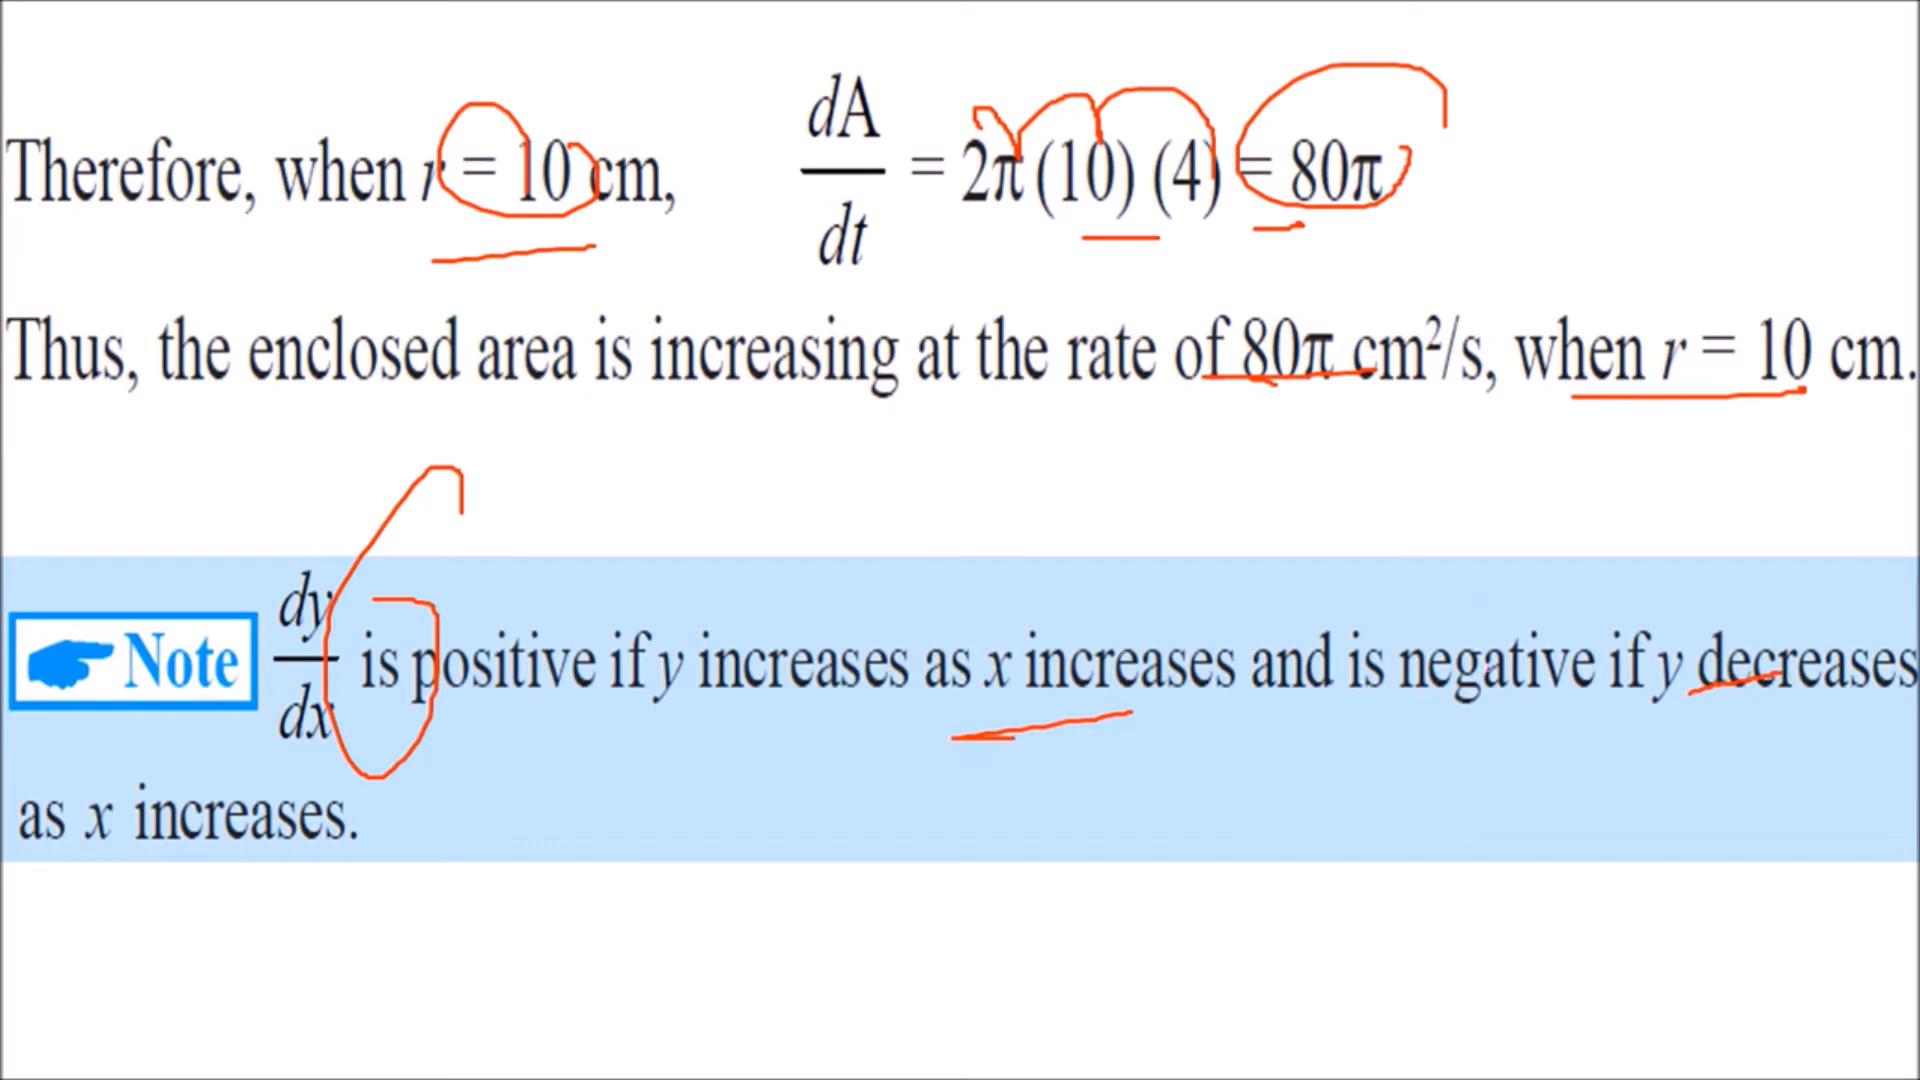 Therefore, when r = 10 cm, dA/dt = 2π (10) (4) = 80π
Thus, the enclosed area is increasing at the rate of 80π cm²/s, when r = 10 cm.
Note dy/dx is positive if y increases as x increases and is negative if y decreases
as x increases.